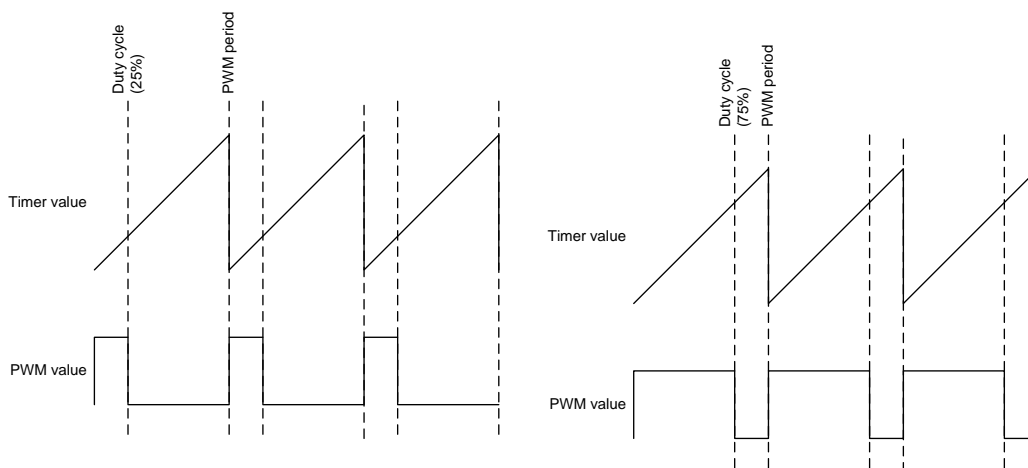 Duty cycle
(25%)
PWM period
Timer value
PWM value
Duty cycle
(75%)
PWM period
Timer value
PWM value